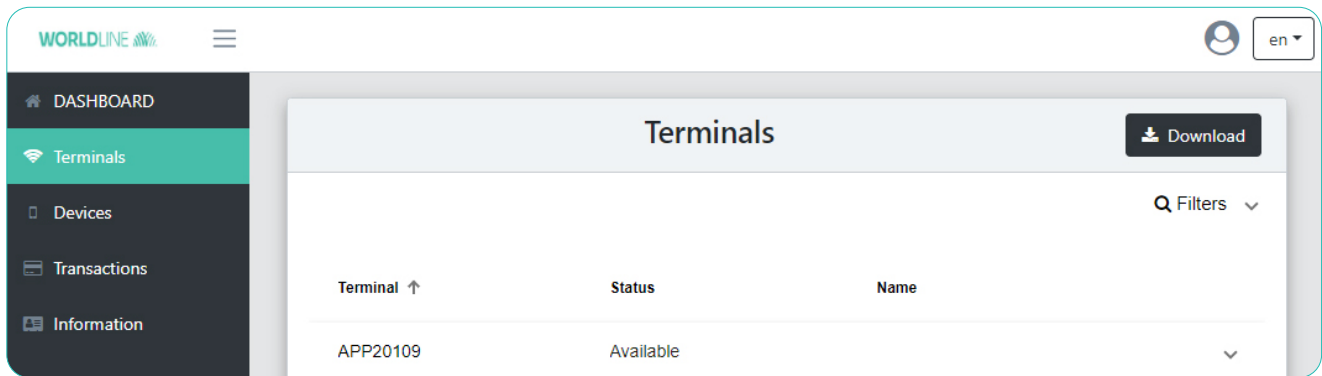 WORLDLINE
en
DASHBOARD
Terminals
Devices
Transactions
Information
Terminals
Download
Filters
Terminal Status Name
APP20109 Available